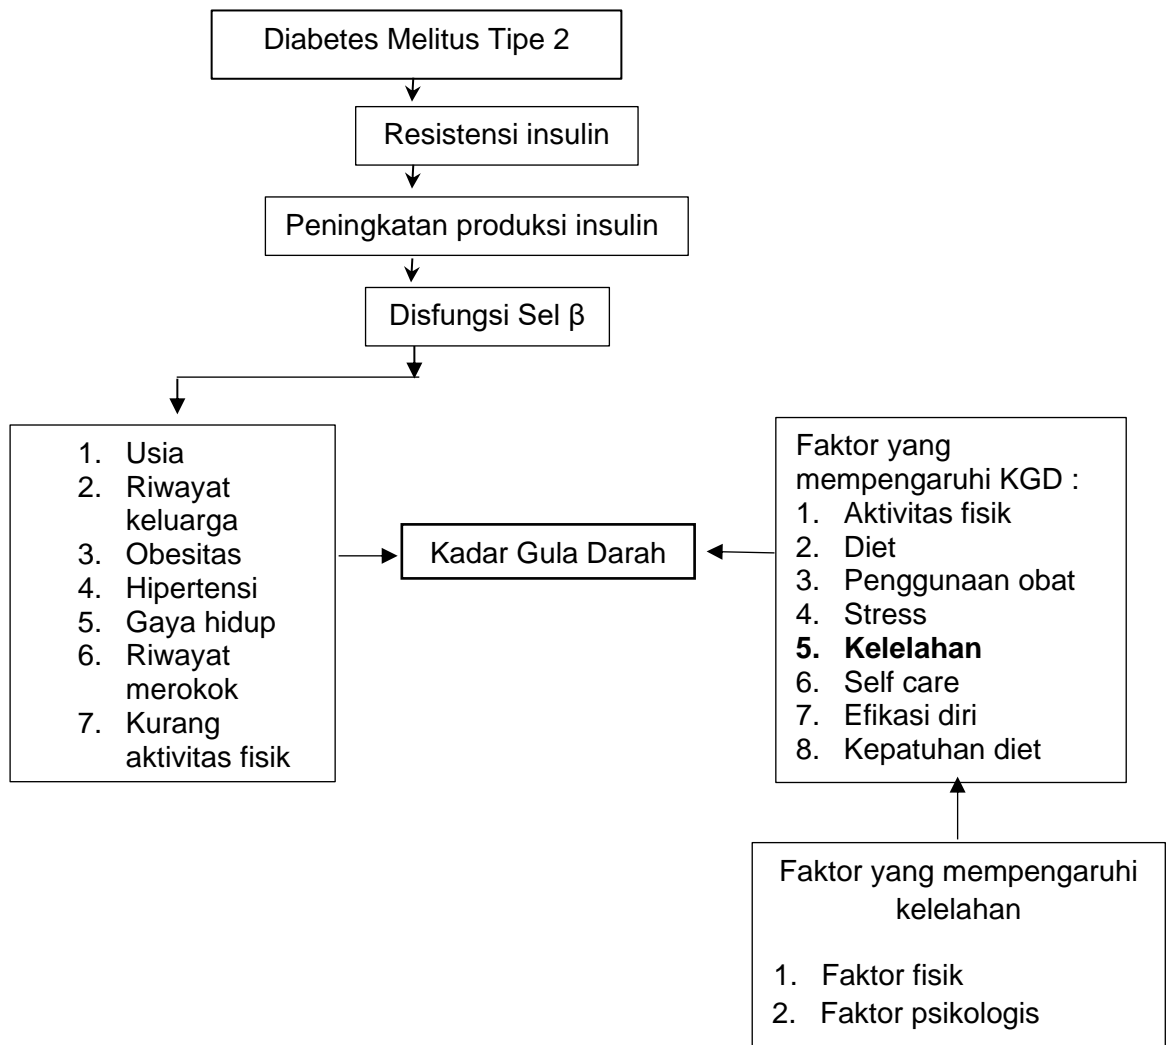 Diabetes Melitus Tipe 2
Resistensi insulin
Peningkatan produksi insulin
Disfungsi Sel β
1. Usia
2. Riwayat
keluarga
3. Obesitas
4. Hipertensi
5. Gaya hidup
6. Riwayat
merokok
7. Kurang
aktivitas fisik
Kadar Gula Darah
Faktor yang
mempengaruhi KGD :
1. Aktivitas fisik
2. Diet
3. Penggunaan obat
4. Stress
5. Kelelahan
6. Self care
7. Efikasi diri
8. Kepatuhan diet
Faktor yang mempengaruhi
kelelahan
1. Faktor fisik
2. Faktor psikologis